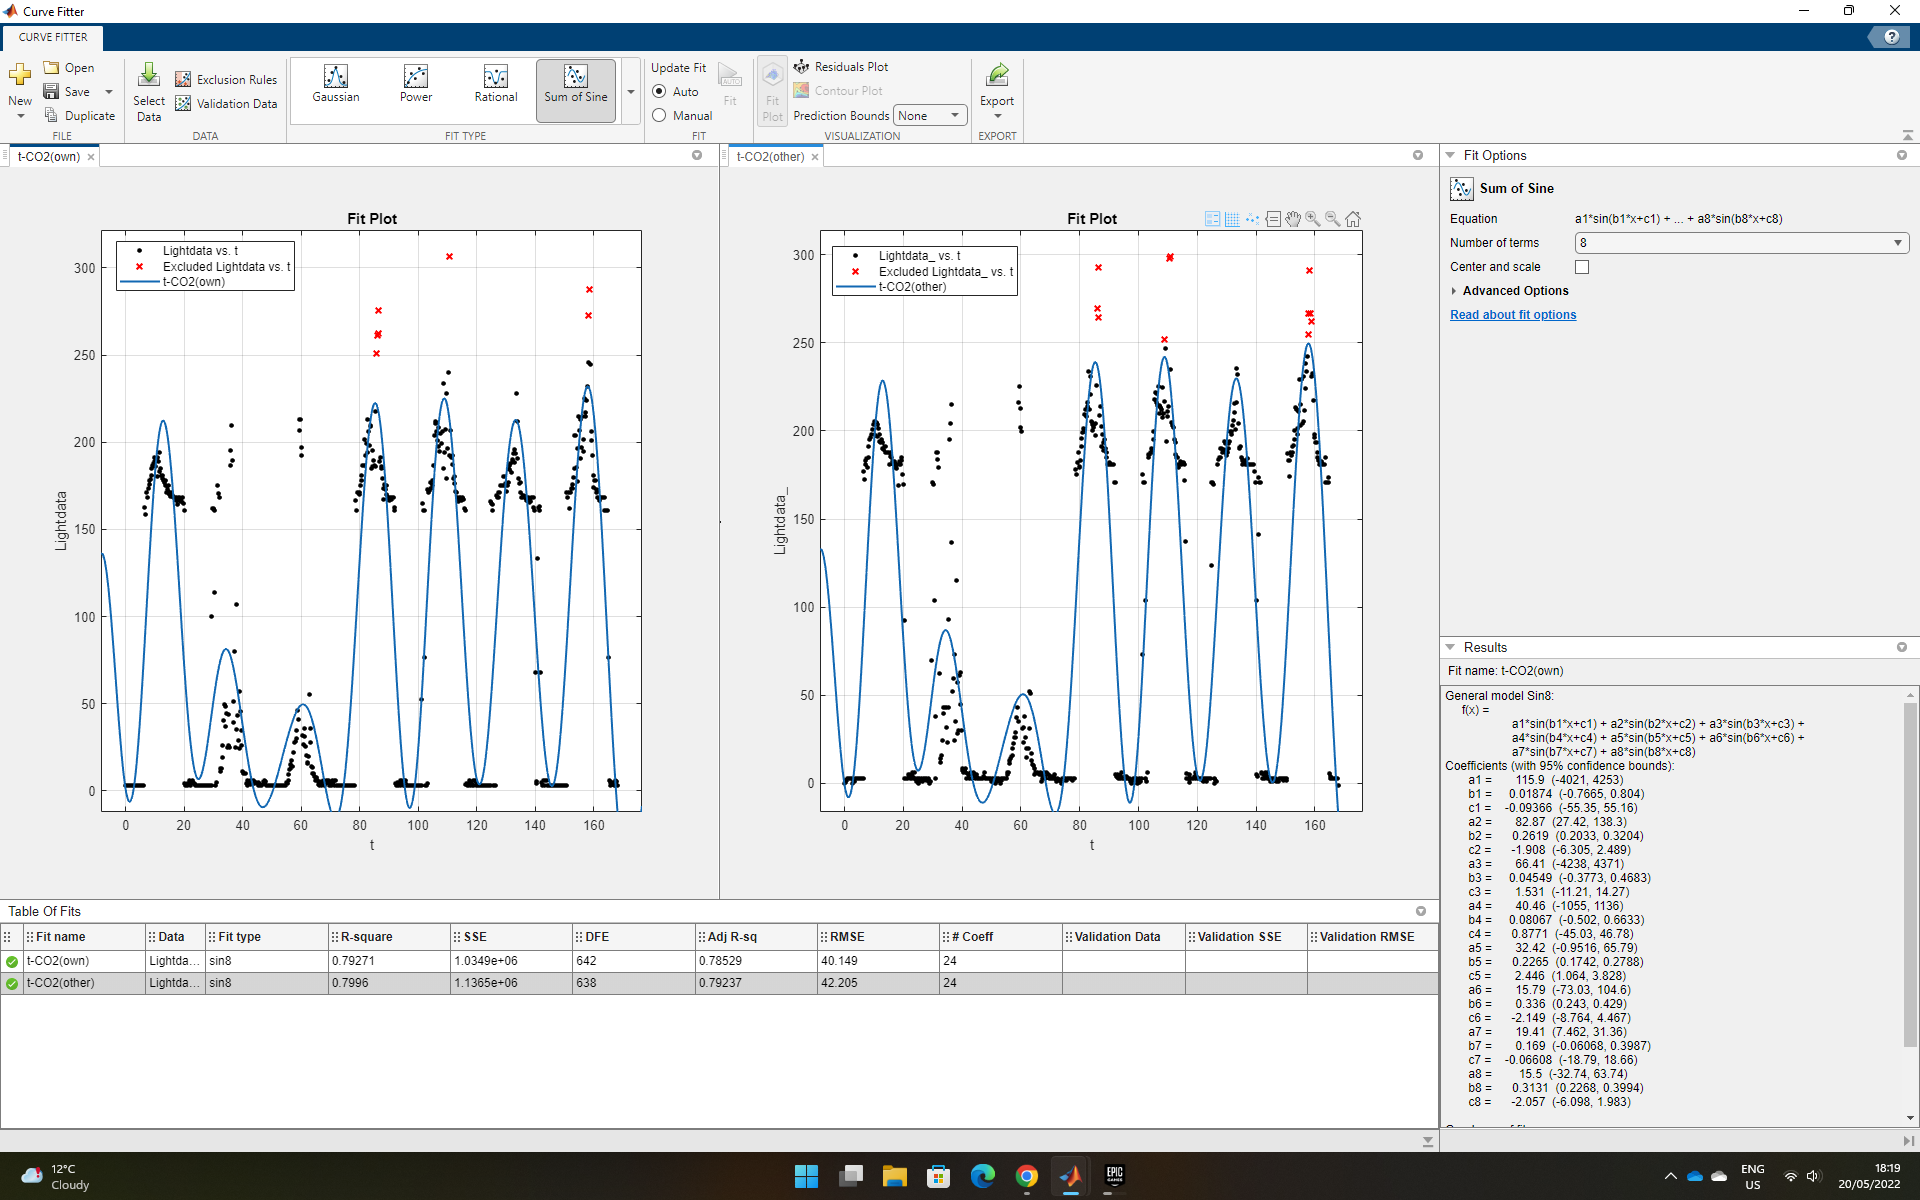 Curve Fitter
CURVE FITTER
New
Open
Save
Duplicate
FILE
Select Data
Exclusion Rules
Validation Data
DATA
Gaussian
Power
Rational
Sum of Sine
FIT TYPE
Update Fit
Auto
Manual
AUTO
Fit
FIT
Fit Plot
Residuals Plot
Contour Plot
Prediction Bounds None
VISUALIZATION
Export
EXPORT
t-CO2(own)
Fit Plot
Lightdata vs. t
Excluded Lightdata vs. t
t-CO2(own)
300
250
200
150
100
50
0
Lightdata
0 20 40 60 80 100 120 140 160
t
t-CO2(other)
Fit Plot
Lightdata_ vs. t
Excluded Lightdata_ vs. t
t-CO2(other)
300
250
200
150
100
50
0
Lightdata_
0 20 40 60 80 100 120 140 160
t
Fit Options
Sum of Sine
Equation a1*sin(b1*x+c1) + ... + a8*sin(b8*x+c8)
Number of terms 8
Center and scale
Advanced Options
Read about fit options
Results
Fit name: t-CO2(own)
General model Sin8:
f(x) =
a1*sin(b1*x+c1) + a2*sin(b2*x+c2) + a3*sin(b3*x+c3) +
a4*sin(b4*x+c4) + a5*sin(b5*x+c5) + a6*sin(b6*x+c6) +
a7*sin(b7*x+c7) + a8*sin(b8*x+c8)
Coefficients (with 95% confidence bounds):
a1 = 115.9 (-4021, 4253)
b1 = 0.01874 (-0.7665, 0.804)
c1 = -0.09366 (-55.35, 55.16)
a2 = 82.87 (27.42, 138.3)
b2 = 0.2619 (0.2033, 0.3204)
c2 = -1.908 (-6.305, 2.489)
a3 = 66.41 (-4238, 4371)
b3 = 0.04549 (-0.3773, 0.4683)
c3 = 1.531 (-11.21, 14.27)
a4 = 40.46 (-1055, 1136)
b4 = 0.08067 (-0.502, 0.6633)
c4 = 0.8771 (-45.03, 46.78)
a5 = 32.42 (-0.9516, 65.79)
b5 = 0.2265 (0.1742, 0.2788)
c5 = 2.446 (1.064, 3.828)
a6 = 15.79 (-73.03, 104.6)
b6 = 0.336 (0.243, 0.429)
c6 = -2.149 (-8.764, 4.467)
a7 = 19.41 (7.462, 31.36)
b7 = 0.169 (-0.06068, 0.3987)
c7 = -0.06608 (-18.79, 18.66)
a8 = 15.5 (-32.74, 63.74)
b8 = 0.3131 (0.2268, 0.3994)
c8 = -2.057 (-6.098, 1.983)
Table Of Fits
Fit name Data Fit type R-square SSE DFE Adj R-sq RMSE # Coeff Validation Data Validation SSE Validation RMSE
t-CO2(own) Lightda... sin8 0.79271 1.0349e+06 642 0.78529 40.149 24
t-CO2(other) Lightda... sin8 0.7996 1.1365e+06 638 0.79237 42.205 24
12°C
Cloudy
EPIC GAMES
ENG
US
18:19
20/05/2022